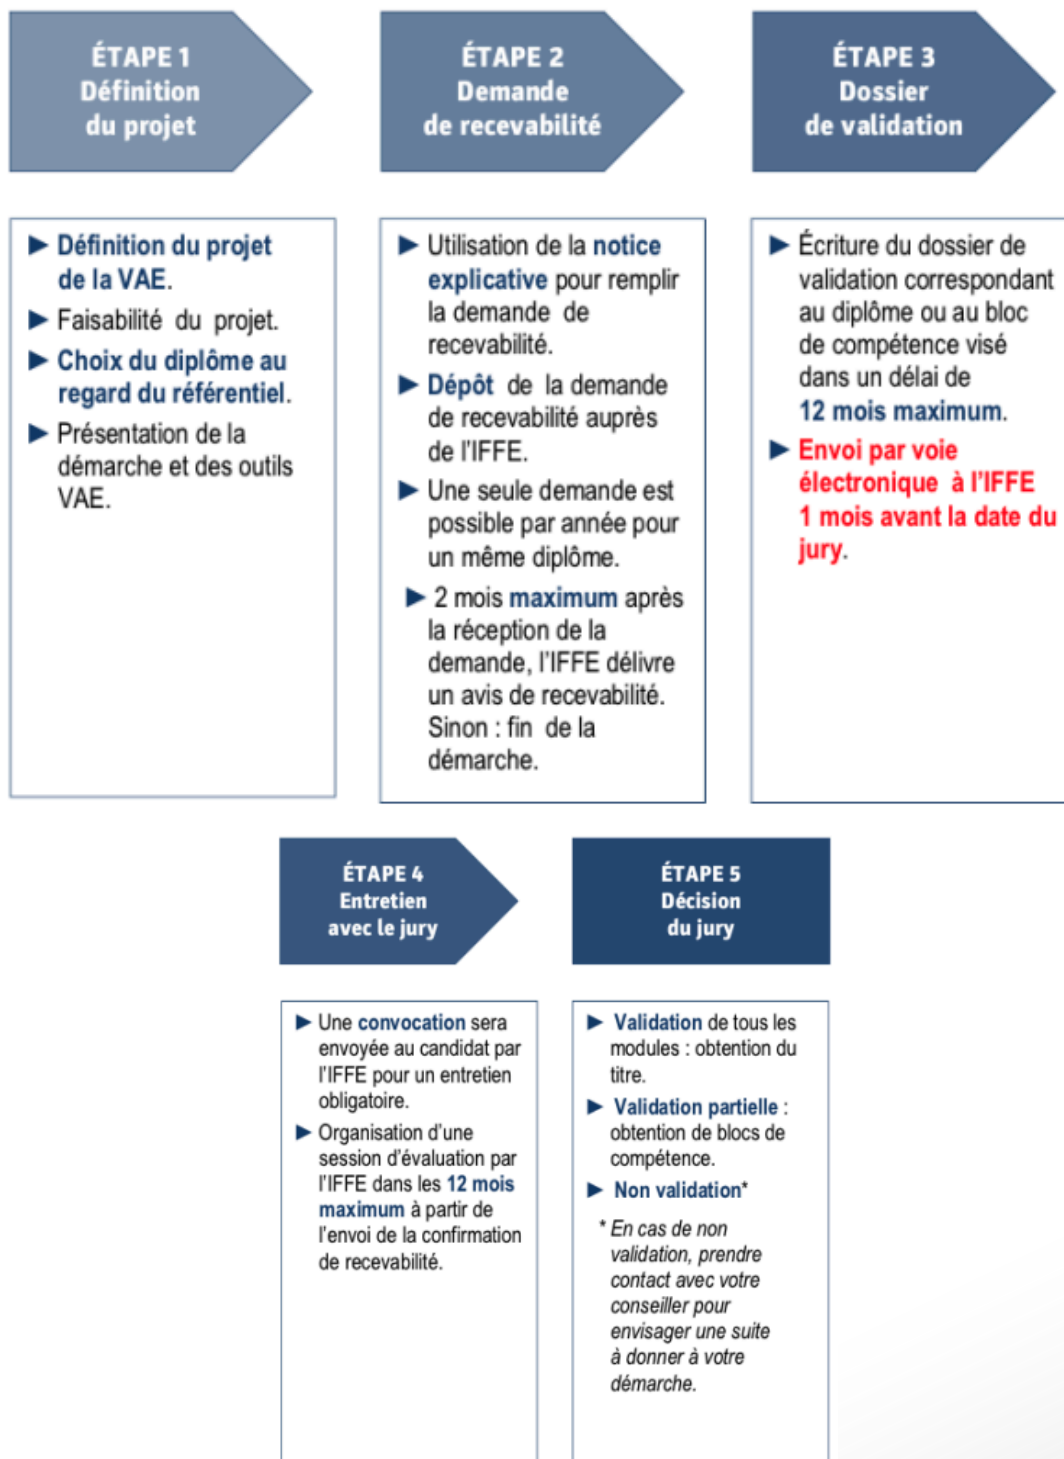 ÉTAPE 1
Définition
du projet
► Définition du projet
de la VAE.
► Faisabilité du projet.
► Choix du diplôme au
regard du référentiel.
► Présentation de la
démarche et des outils
VAE.
ÉTAPE 2
Demande
de recevabilité
► Utilisation de la notice
explicative pour remplir
la demande de
recevabilité.
► Dépôt de la demande
de recevabilité auprès
de l'IFFE.
► Une seule demande est
possible par année pour
un même diplôme.
► 2 mois maximum après
la réception de la
demande, l'IFFE délivre
un avis de recevabilité.
Sinon : fin de la
démarche.
ÉTAPE 3
Dossier
de validation
► Écriture du dossier de
validation correspondant
au diplôme ou au bloc
de compétence visé
dans un délai de
12 mois maximum.
► Envoi par voie
électronique à l'IFFE
1 mois avant la date du
jury.
ÉTAPE 4
Entretien
avec le jury
► Une convocation sera
envoyée au candidat par
l'IFFE pour un entretien
obligatoire.
► Organisation d'une
session d'évaluation par
l'IFFE dans les 12 mois
maximum à partir de
l'envoi de la confirmation
de recevabilité.
ÉTAPE 5
Décision
du jury
► Validation de tous les
modules : obtention du
titre.
► Validation partielle :
obtention de blocs de
compétence.
► Non validation*
* En cas de non
validation, prendre
contact avec votre
conseiller pour
envisager une suite
à donner à votre
démarche.